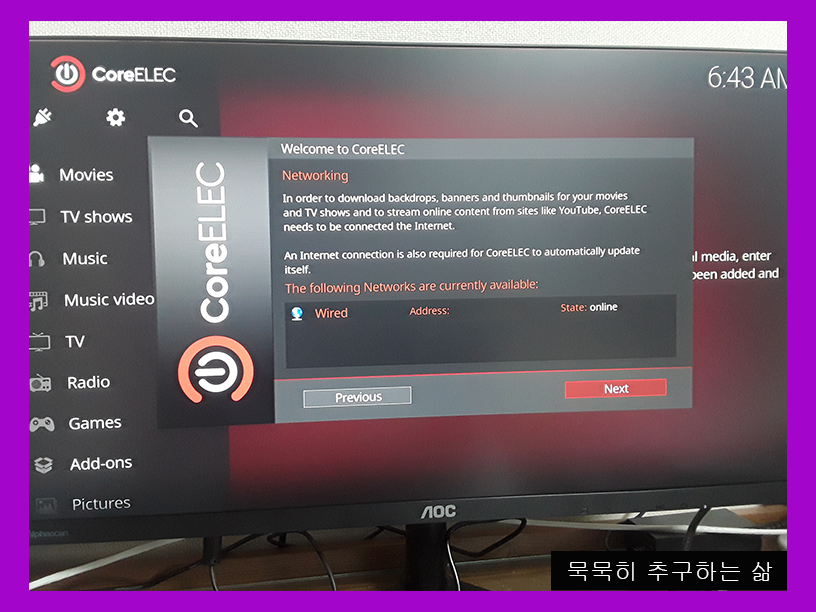 CoreELEC
6:43 AM
Movies
TV shows
Music
Music video
TV
Radio
Games
Add-ons
Pictures
CoreELEC
Welcome to CoreELEC
Networking
In order to download backdrops, banners and thumbnails for your movies
and TV shows and to stream online content from sites like YouTube, CoreELEC
needs to be connected the Internet.
An Internet connection is also required for CoreELEC to automatically update
itself.
The following Networks are currently available:
Wired Address: State: online
Previous Next
l media, enter
been added and
AOC
Alphascan
묵묵히 추구하는 삶